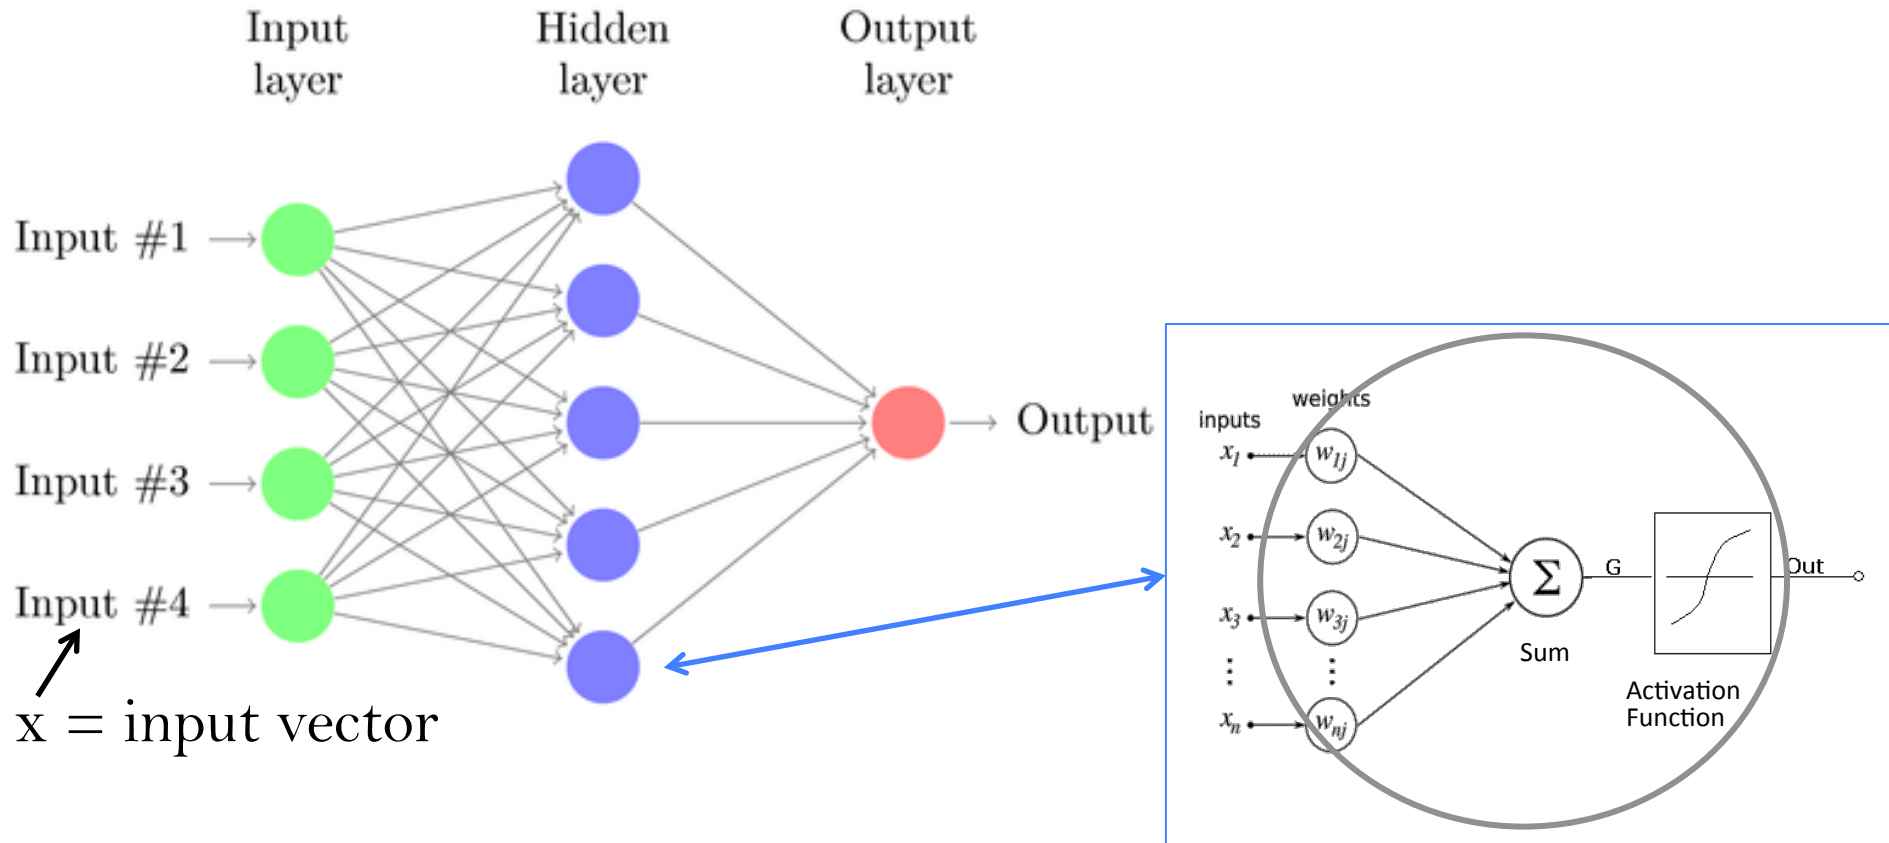 Input
layer
Hidden
layer
Output
layer
Input #1
Input #2
Input #3
Input #4
x = input vector
Output
weights
inputs
x1
w1j
x2
w2j
x3
w3j
xn
wnj
Σ
Sum
G
Out
Activation
Function